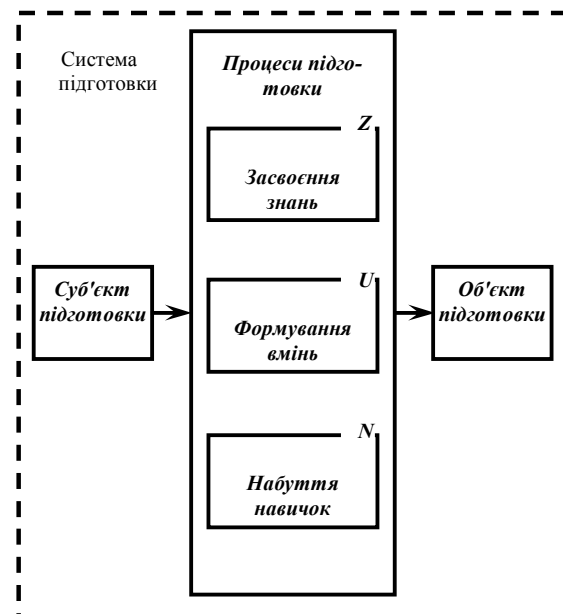 Система
підготовки
Процеси підго-
товки
Z
Засвоєння
знань
Суб'єкт
підготовки
U
Формування
вмінь
Об'єкт
підготовки
N
Набуття
навичок